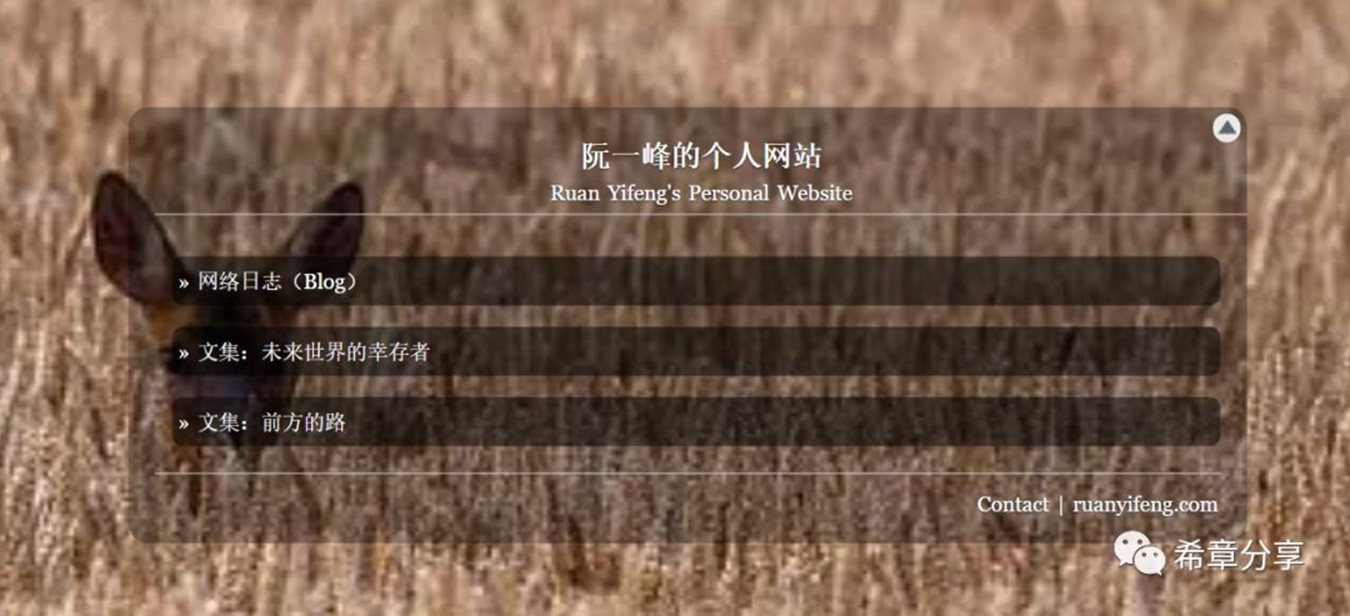 阮一峰的个人网站
Ruan Yifeng's Personal Website
» 网络日志（Blog）
» 文集：未来世界的幸存者
» 文集：前方的路
Contact | ruanyifeng.com
希章分享